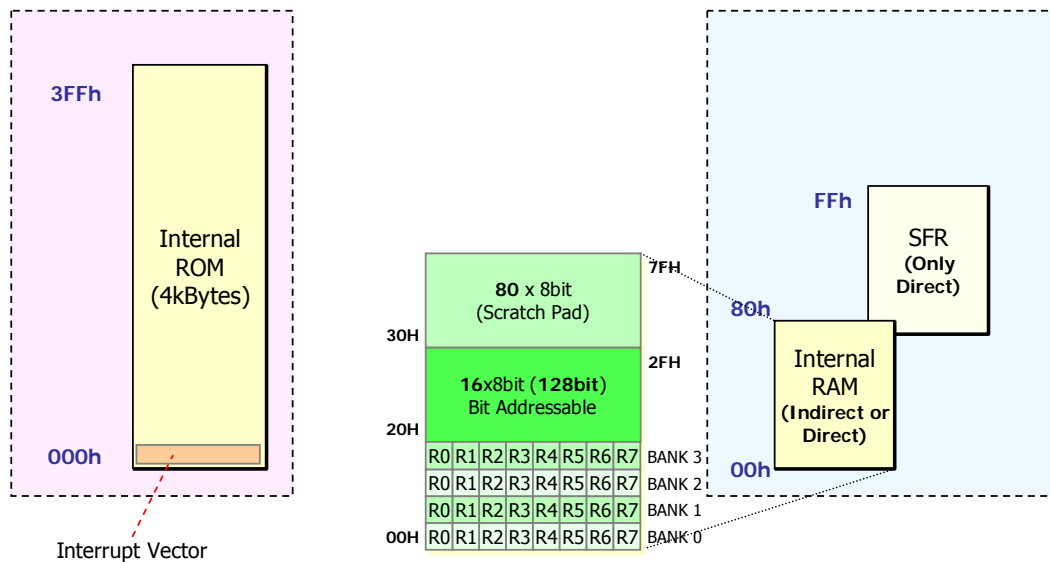 3FFh
Internal
ROM
(4kBytes)
000h
Interrupt Vector
7FH
80 x 8bit
(Scratch Pad)
30H
2FH
16x8bit (128bit)
Bit Addressable
20H
R0 R1 R2 R3 R4 R5 R6 R7 BANK 3
R0 R1 R2 R3 R4 R5 R6 R7 BANK 2
R0 R1 R2 R3 R4 R5 R6 R7 BANK 1
00H R0 R1 R2 R3 R4 R5 R6 R7 BANK 0
FFh
SFR
(Only
Direct)
80h
Internal
RAM
(Indirect or
Direct)
00h